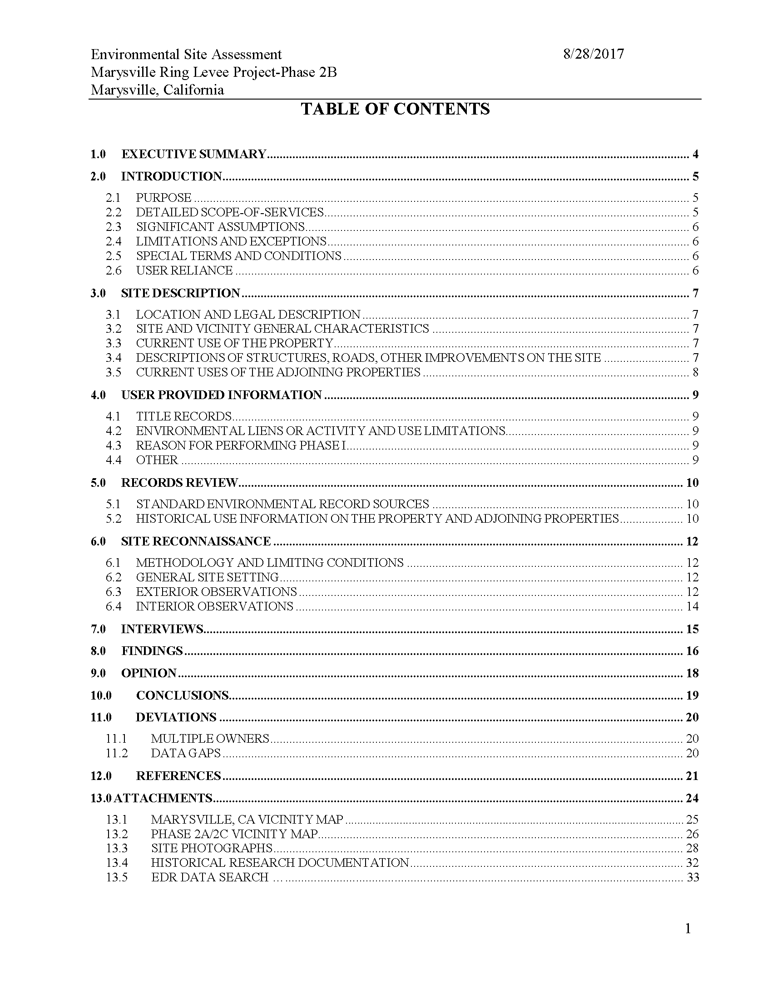 Environmental Site Assessment 8/28/2017
Marysville Ring Levee Project-Phase 2B
Marysville, California
TABLE OF CONTENTS
1.0 EXECUTIVE SUMMARY 4
2.0 INTRODUCTION 5
2.1 PURPOSE 5
2.2 DETAILED SCOPE-OF-SERVICES 5
2.3 SIGNIFICANT ASSUMPTIONS 6
2.4 LIMITATIONS AND EXCEPTIONS 6
2.5 SPECIAL TERMS AND CONDITIONS 6
2.6 USER RELIANCE 6
3.0 SITE DESCRIPTION 7
3.1 LOCATION AND LEGAL DESCRIPTION 7
3.2 SITE AND VICINITY GENERAL CHARACTERISTICS 7
3.3 CURRENT USE OF THE PROPERTY 7
3.4 DESCRIPTIONS OF STRUCTURES, ROADS, OTHER IMPROVEMENTS ON THE SITE 7
3.5 CURRENT USES OF THE ADJOINING PROPERTIES 8
4.0 USER PROVIDED INFORMATION 9
4.1 TITLE RECORDS 9
4.2 ENVIRONMENTAL LIENS OR ACTIVITY AND USE LIMITATIONS 9
4.3 REASON FOR PERFORMING PHASE I 9
4.4 OTHER 9
5.0 RECORDS REVIEW 10
5.1 STANDARD ENVIRONMENTAL RECORD SOURCES 10
5.2 HISTORICAL USE INFORMATION ON THE PROPERTY AND ADJOINING PROPERTIES 10
6.0 SITE RECONNAISSANCE 12
6.1 METHODOLOGY AND LIMITING CONDITIONS 12
6.2 GENERAL SITE SETTING 12
6.3 EXTERIOR OBSERVATIONS 12
6.4 INTERIOR OBSERVATIONS 14
7.0 INTERVIEWS 15
8.0 FINDINGS 16
9.0 OPINION 18
10.0 CONCLUSIONS 19
11.0 DEVIATIONS 20
11.1 MULTIPLE OWNERS 20
11.2 DATA GAPS 20
12.0 REFERENCES 21
13.0 ATTACHMENTS 24
13.1 MARYSVILLE, CA VICINITY MAP 25
13.2 PHASE 2A/2C VICINITY MAP 26
13.3 SITE PHOTOGRAPHS 28
13.4 HISTORICAL RESEARCH DOCUMENTATION 32
13.5 EDR DATA SEARCH 33
1